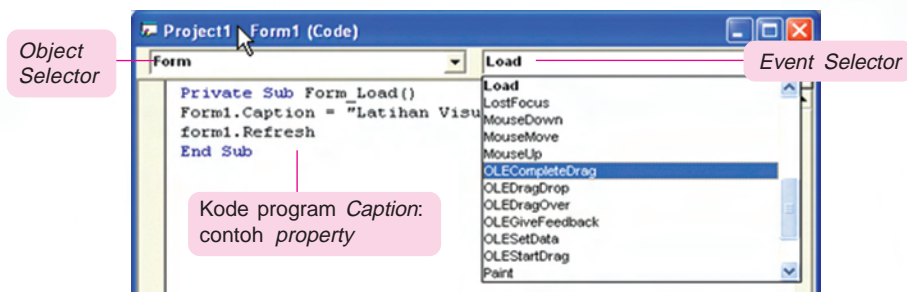 Project1 Form1 (Code)
Object
Selector
Form
Load
Event Selector
Private Sub Form_Load()
Form1.Caption = "Latihan Visu
form1.Refresh
End Sub
Load
LostFocus
MouseDown
MouseMove
MouseUp
OLECompleteDrag
OLEDragDrop
OLEDragOver
OLEGiveFeedback
OLESetData
OLEStartDrag
Paint
Kode program Caption:
contoh property